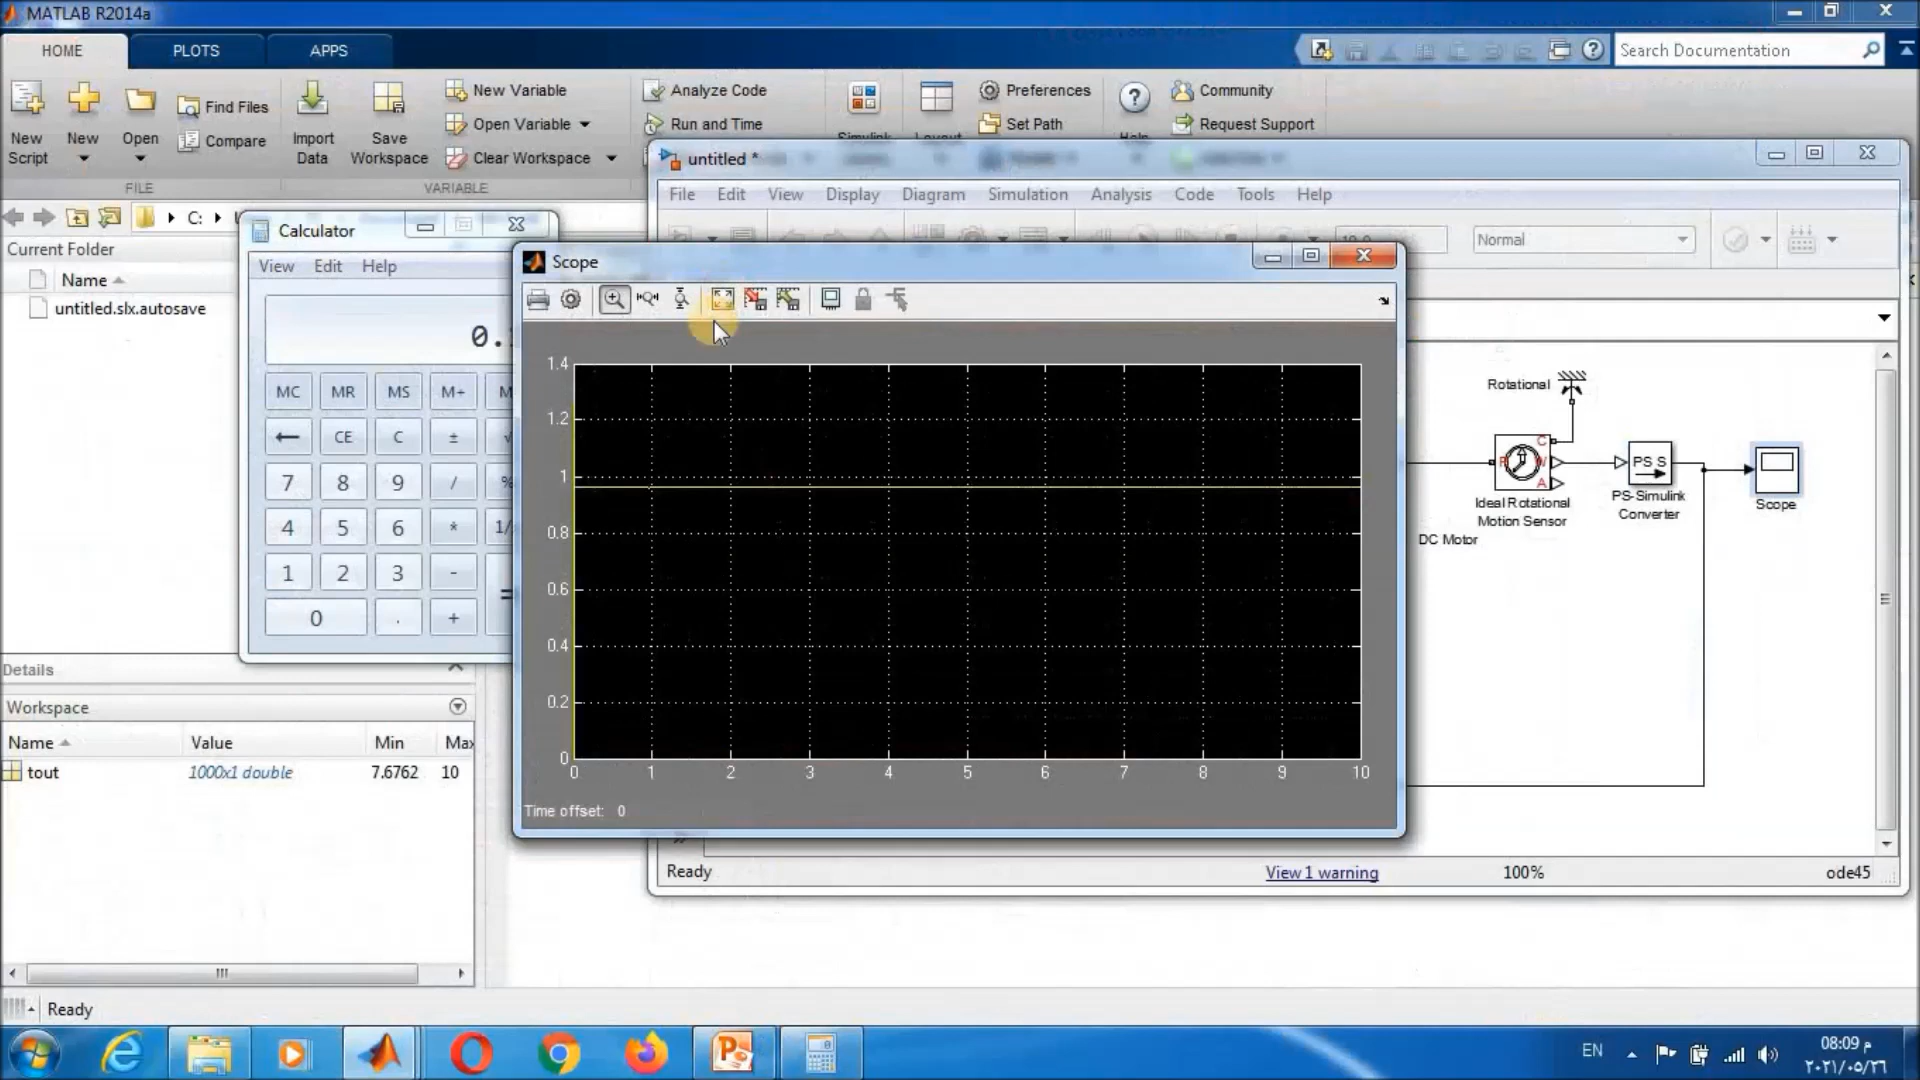 MATLAB R2014a
HOME
PLOTS
APPS
Search Documentation
New Script
New
Open
Find Files
Compare
Import Data
Save Workspace
New Variable
Open Variable
Clear Workspace
Analyze Code
Run and Time
Preferences
Set Path
Community
Request Support
FILE
VARIABLE
C:
Current Folder
Name
untitled.slx.autosave
Calculator
View Edit Help
0.
MC MR MS M+ M
CE C ±
7 8 9 / %
4 5 6 * 1/
1 2 3 - =
0 . +
untitled *
File Edit View Display Diagram Simulation Analysis Code Tools Help
Normal
Scope
1.4
1.2
1
0.8
0.6
0.4
0.2
0
0 1 2 3 4 5 6 7 8 9 10
Time offset: 0
Rotational
C
R W
A
PS S
Ideal Rotational
Motion Sensor
PS-Simulink
Converter
Scope
DC Motor
Ready
View 1 warning
100%
ode45
Details
Workspace
Name Value Min Max
tout 1000x1 double 7.6762 10
Ready
EN
08:09 م
٢٠٢١/٠٥/٢٦